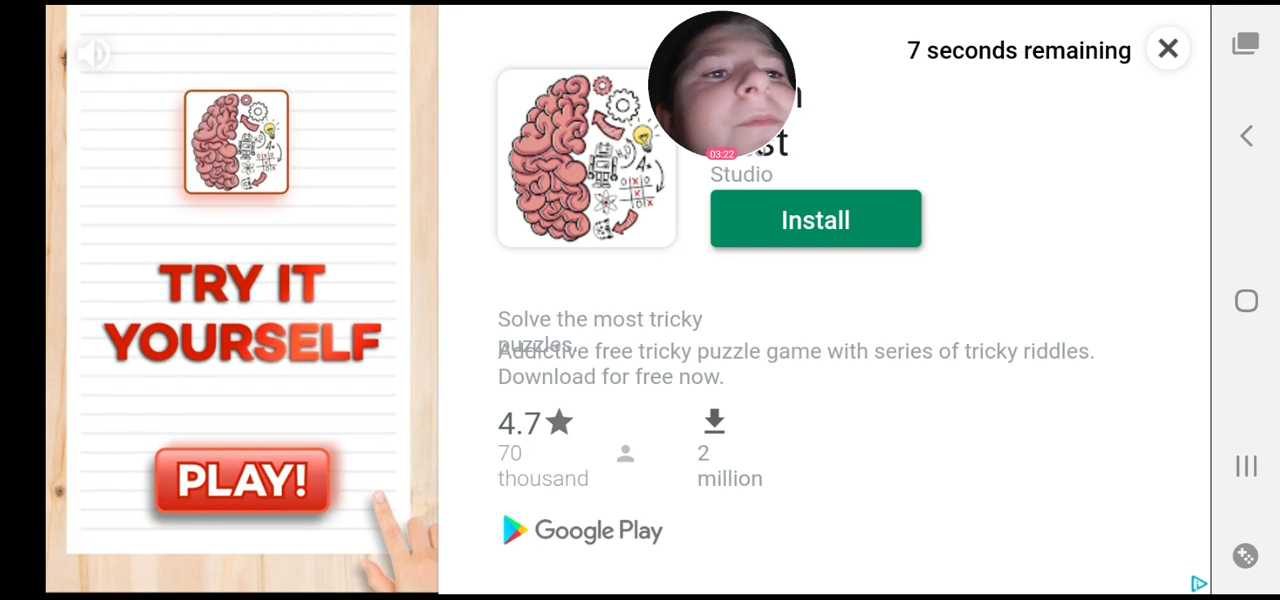 TRY IT
YOURSELF
PLAY!
7 seconds remaining
03:22
Studio
Install
Solve the most tricky
puzzles.
Addictive free tricky puzzle game with series of tricky riddles.
Download for free now.
4.7★
70
thousand
2
million
Google Play